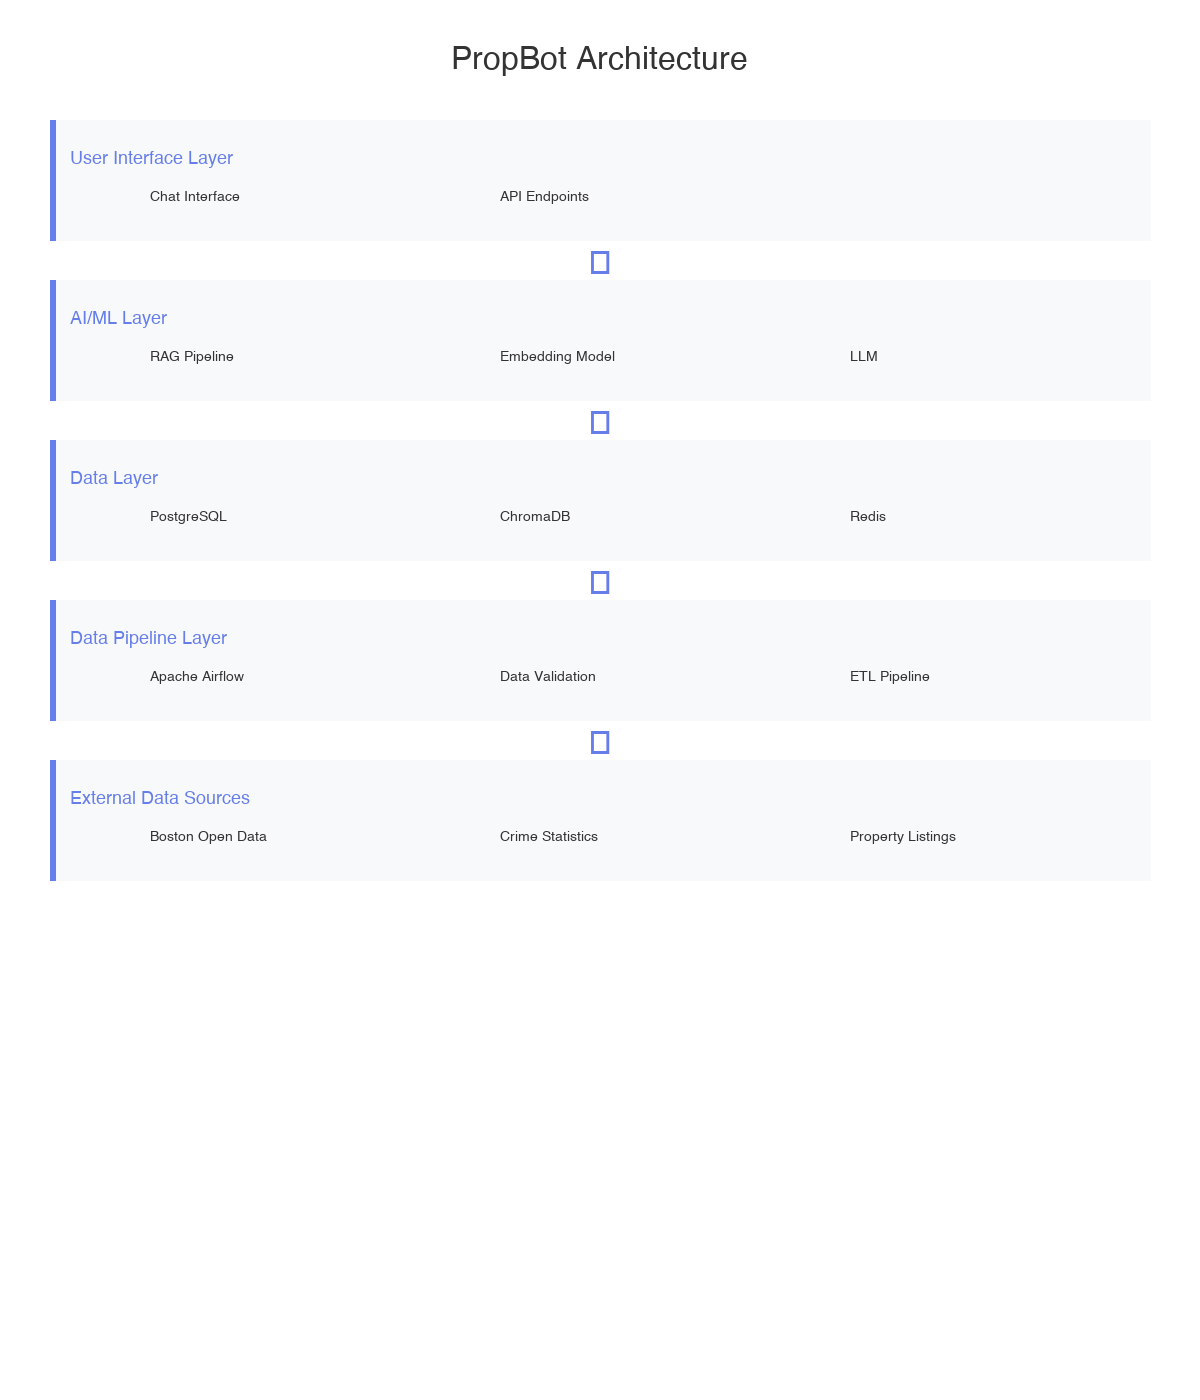 PropBot Architecture
User Interface Layer
Chat Interface API Endpoints
AI/ML Layer
RAG Pipeline Embedding Model LLM
Data Layer
PostgreSQL ChromaDB Redis
Data Pipeline Layer
Apache Airflow Data Validation ETL Pipeline
External Data Sources
Boston Open Data Crime Statistics Property Listings